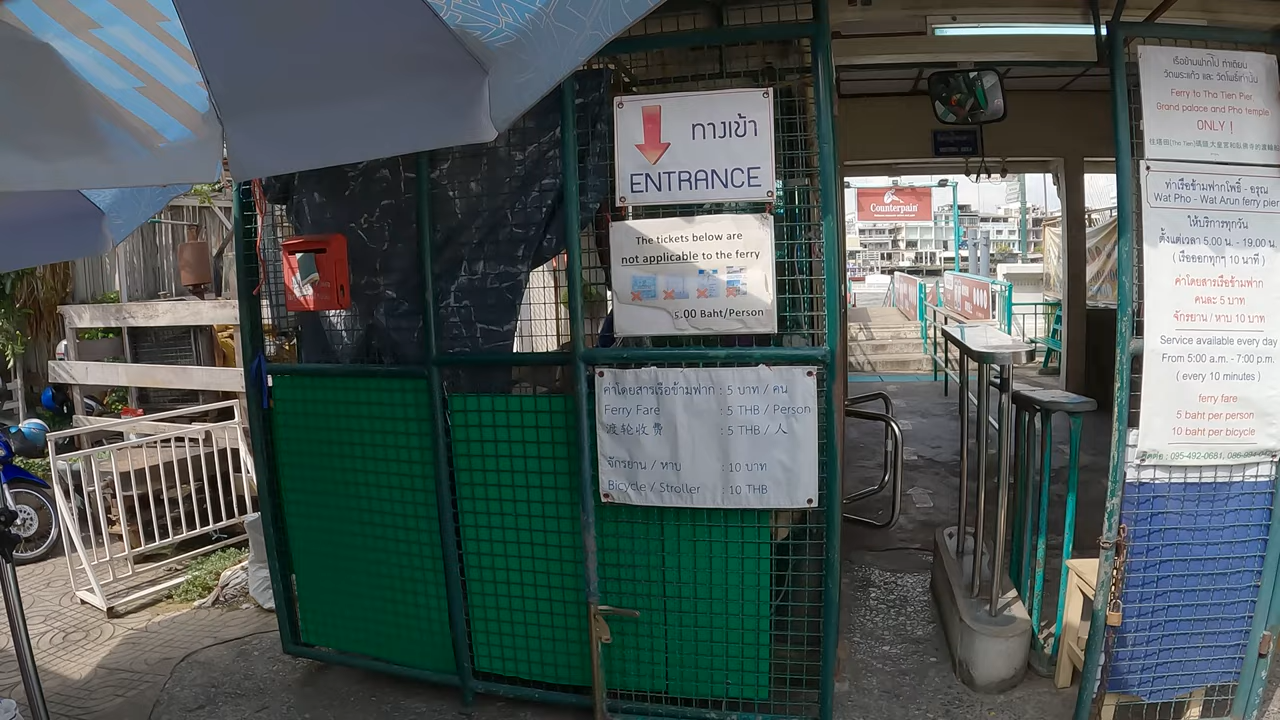 ทางเข้า
ENTRANCE
The tickets below are
not applicable to the ferry
5.00 Baht/Person
ค่าโดยสารเรือข้ามฟาก : 5 บาท / คน
Ferry Fare : 5 THB / Person
渡轮收费 : 5 THB / 人
จักรยาน / หาบ : 10 บาท
Bicycle / Stroller : 10 THB
Counterpain
เรือข้ามฟากไป ท่าเตียน
วัดพระแก้ว และ วัดโพธิ์เท่านั้น
Ferry to Tha Tien Pier
Grand palace and Pho temple
ONLY !
ท่าเรือข้ามฟากโพธิ์ - อรุณ
Wat Pho - Wat Arun ferry pier
ให้บริการทุกวัน
ตั้งแต่เวลา 5.00 น. - 19.00 น
( เรือออกทุกๆ 10 นาที )
ค่าโดยสารเรือข้ามฟาก
คนละ 5 บาท
จักรยาน / หาบ 10 บาท
Service available every day
From 5:00 a.m. - 7:00 p.m.
( every 10 minutes )
ferry fare
5 baht per person
10 baht per bicycle
095-492-0681,